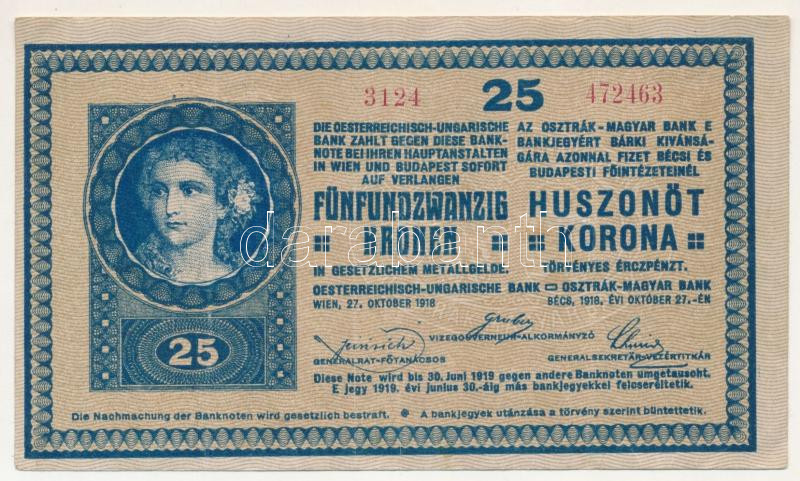 3124 25 472463
DIE OESTERREICHISCH-UNGARISCHE
BANK ZAHLT GEGEN DIESE BANK-
NOTE BEI IHREN HAUPTANSTALTEN
IN WIEN UND BUDAPEST SOFORT
AUF VERLANGEN
FÜNFUNDZWANZIG
KRONEN
IN GESETZLICHEM METALLGELDE.
AZ OSZTRÁK-MAGYAR BANK E
BANKJEGYÉRT BÁRKI KIVÁNSÁ-
GÁRA AZONNAL FIZET BÉCSI ÉS
BUDAPESTI FŐINTÉZETEINÉL
HUSZONÖT
KORONA
TÖRVÉNYES ÉRCZPÉNZT.
OESTERREICHISCH-UNGARISCHE BANK OSZTRÁK-MAGYAR BANK
WIEN, 27. OKTOBER 1918 BÉCS, 1918. ÉVI OKTÓBER 27.-ÉN
Gruber
VIZEGOUVERNEUR-ALKORMÁNYZÓ
GENERALRAT-FŐTANÁCSOS GENERALSEKRETÄR-VEZÉRTITKÁR
25
Diese Note wird bis 30. Juni 1919 gegen andere Banknoten umgetauscht.
E jegy 1919. évi junius 30.-áig más bankjegyekkel felcseréltetik.
Die Nachmachung der Banknoten wird gesetzlich bestraft. A bankjegyek utánzása a törvény szerint büntettetik.
darabanth